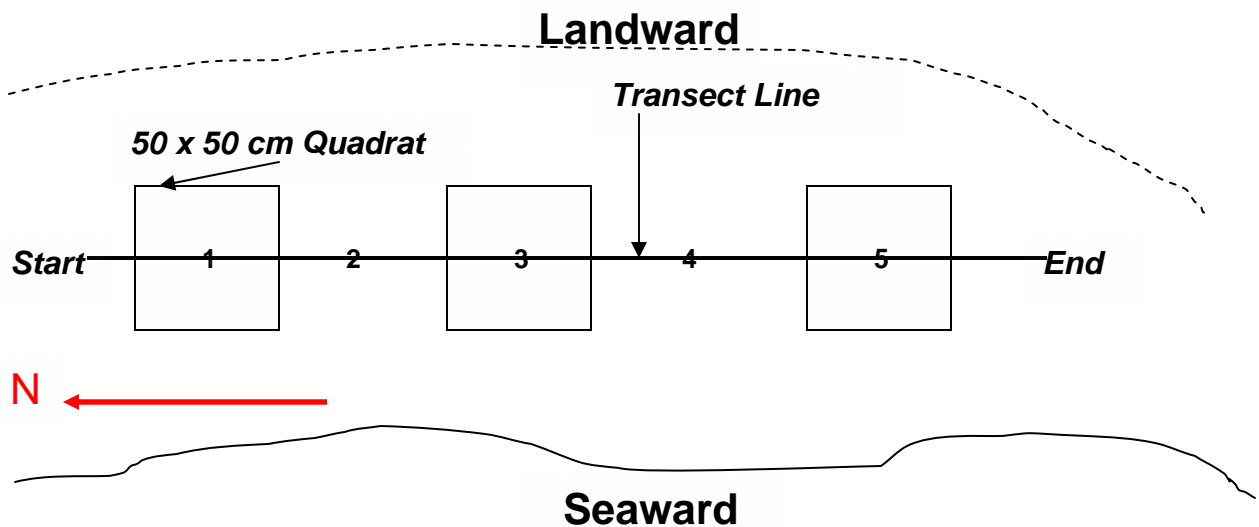 Landward
Transect Line
50 x 50 cm Quadrat
Start 1 2 3 4 5 End
N
Seaward